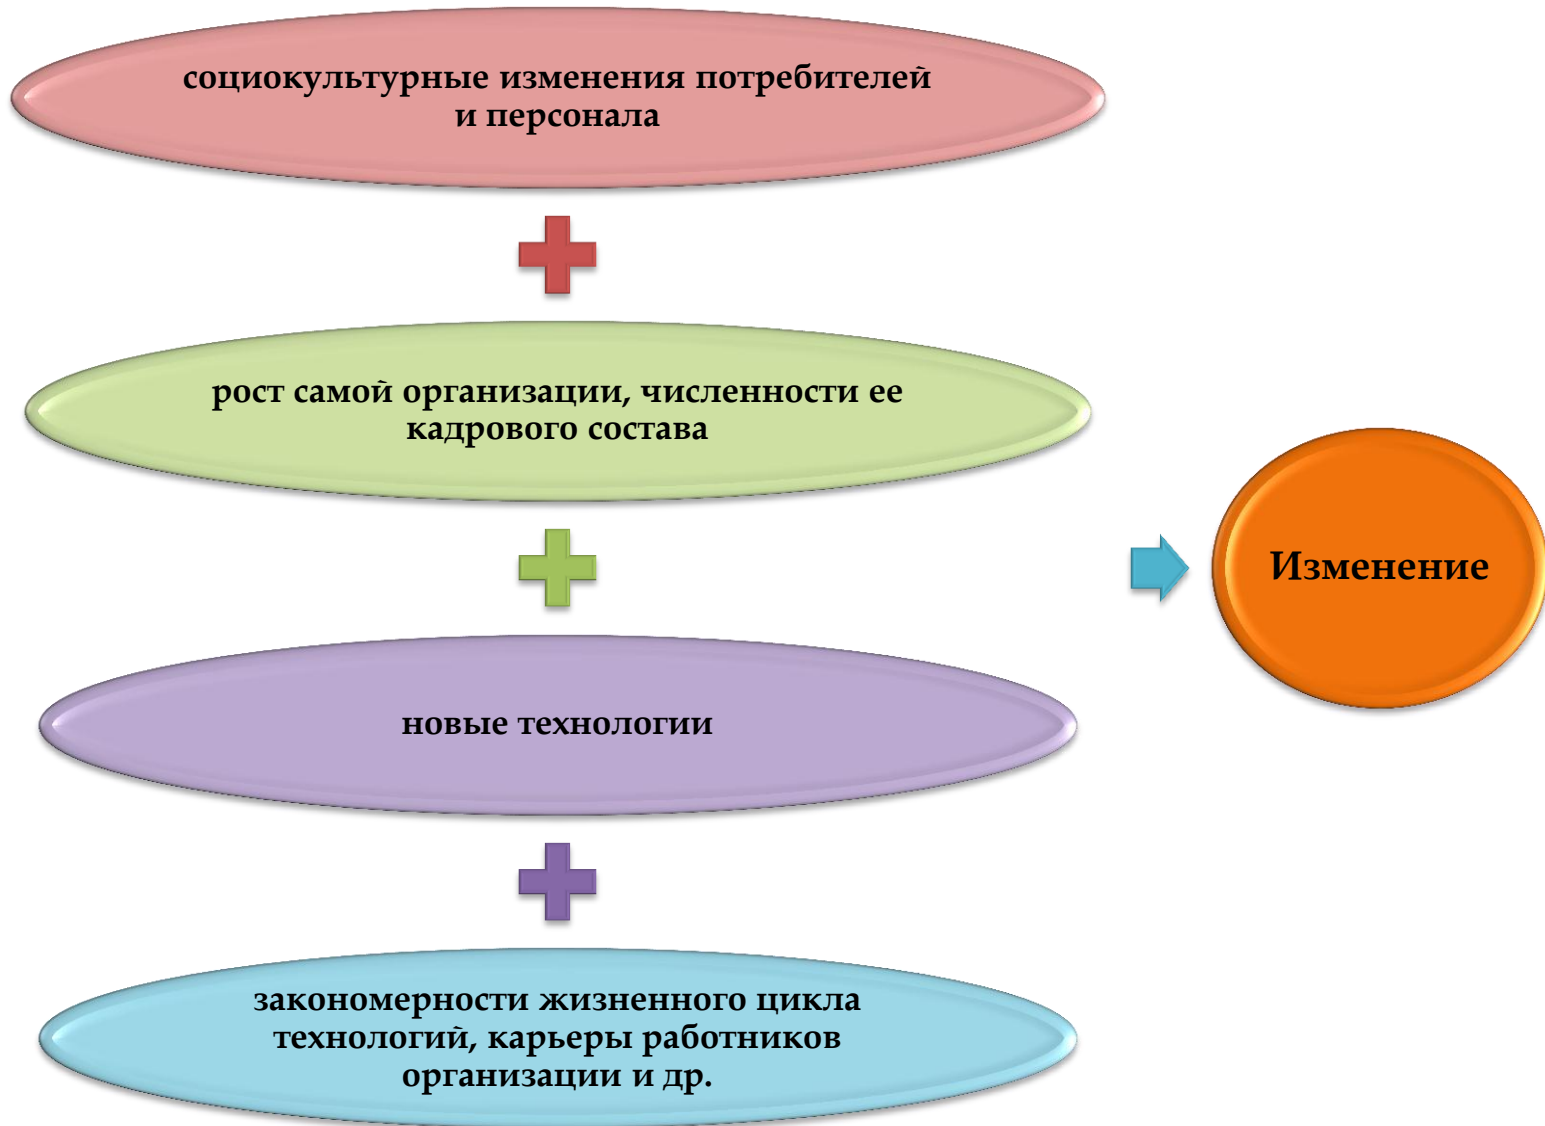 социокультурные изменения потребителей
и персонала
рост самой организации, численности ее
кадрового состава
новые технологии
закономерности жизненного цикла
технологий, карьеры работников
организации и др.
Изменение